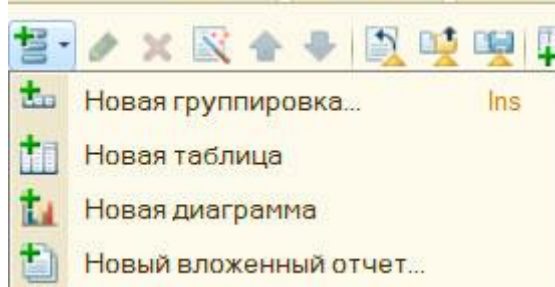 Новая группировка... Ins
Новая таблица
Новая диаграмма
Новый вложенный отчет...